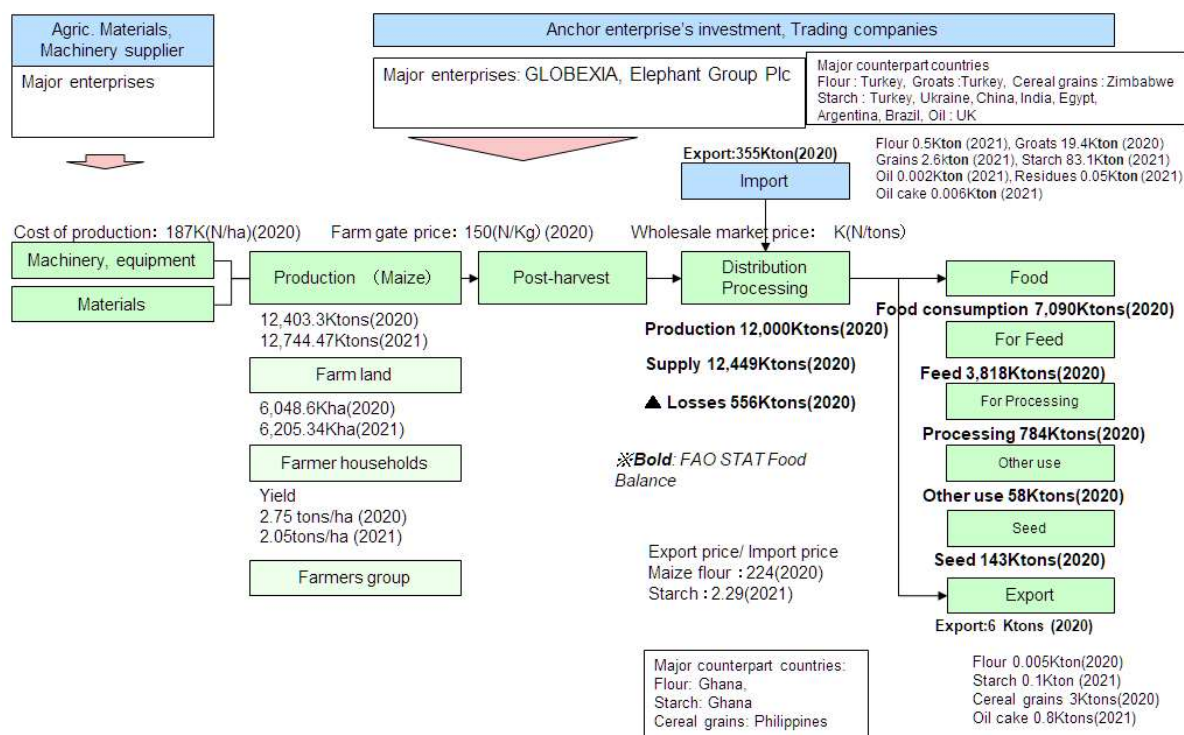 Agric. Materials,
Machinery supplier
Major enterprises
Anchor enterprise's investment, Trading companies
Major enterprises: GLOBEXIA, Elephant Group Plc
Major counterpart countries
Flour : Turkey, Groats :Turkey, Cereal grains : Zimbabwe
Starch : Turkey, Ukraine, China, India, Egypt,
Argentina, Brazil, Oil : UK
Export:355Kton(2020)
Import
Flour 0.5Kton (2021), Groats 19.4Kton (2020)
Grains 2.6kton (2021), Starch 83.1Kton (2021)
Oil 0.002Kton (2021), Residues 0.05Kton (2021)
Oil cake 0.006Kton (2021)
Cost of production: 187K(N/ha)(2020)
Farm gate price: 150(N/Kg) (2020)
Wholesale market price: K(N/tons)
Machinery, equipment
Materials
Production （Maize）
Post-harvest
Distribution
Processing
Food
Food consumption 7,090Ktons(2020)
For Feed
Feed 3,818Ktons(2020)
For Processing
Processing 784Ktons(2020)
Other use
Other use 58Ktons(2020)
Seed
Seed 143Ktons(2020)
Export
Export:6 Ktons (2020)
12,403.3Ktons(2020)
12,744.47Ktons(2021)
Farm land
6,048.6Kha(2020)
6,205.34Kha(2021)
Farmer households
Yield
2.75 tons/ha (2020)
2.05tons/ha (2021)
Farmers group
Production 12,000Ktons(2020)
Supply 12,449Ktons(2020)
▲ Losses 556Ktons(2020)
※Bold: FAO STAT Food
Balance
Export price/ Import price
Maize flour : 224(2020)
Starch : 2.29(2021)
Major counterpart countries:
Flour: Ghana,
Starch: Ghana
Cereal grains: Philippines
Flour 0.005Kton(2020)
Starch 0.1Kton (2021)
Cereal grains 3Ktons(2020)
Oil cake 0.8Ktons(2021)